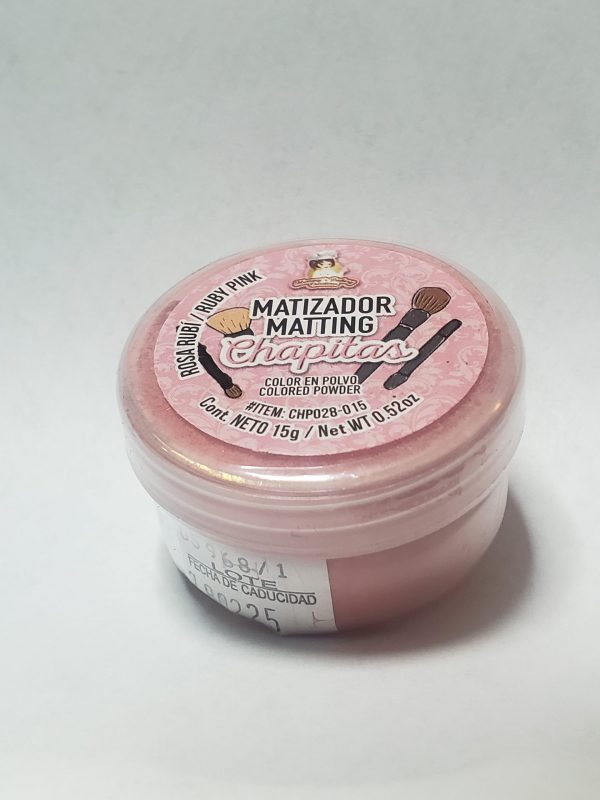 ROSA RUBÍ / RUBY PINK
MATIZADOR
MATTING
Chapitas
COLOR EN POLVO
COLORED POWDER
#ITEM: CHP028-015
Cont. NETO 15g / Net WT 0.52oz
LOTE
FECHA DE CADUCIDAD